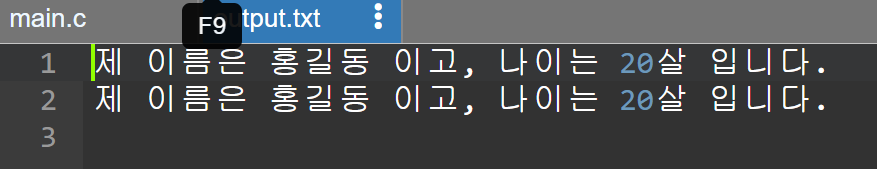 main.c
F9
utput.txt
1 제 이름은 홍길동 이고, 나이는 20살 입니다.
2 제 이름은 홍길동 이고, 나이는 20살 입니다.
3